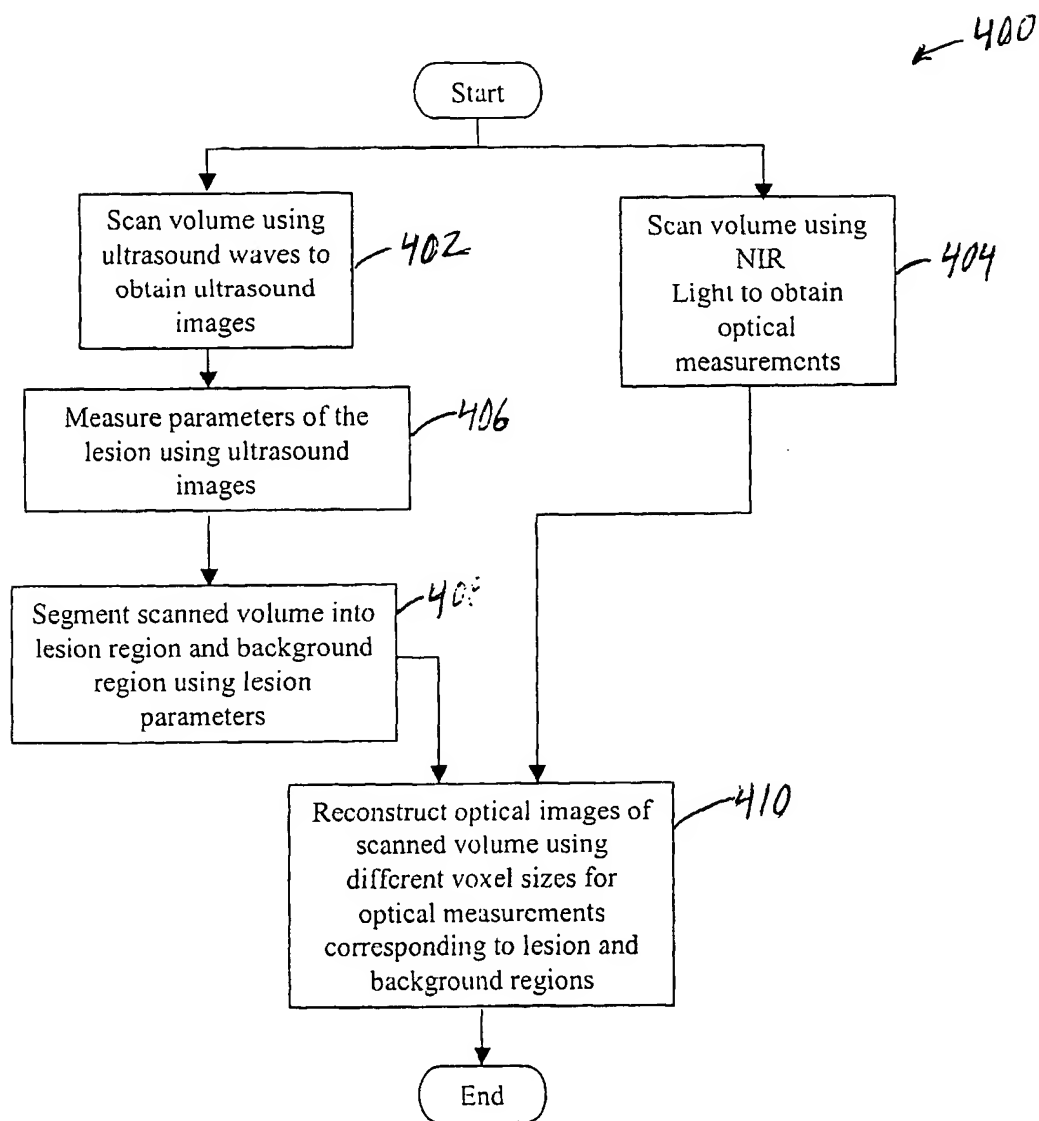 400
Start
Scan volume using
ultrasound waves to
obtain ultrasound
images
402
Scan volume using
NIR
Light to obtain
optical
measurements
404
Measure parameters of the
lesion using ultrasound
images
406
Segment scanned volume into
lesion region and background
region using lesion
parameters
Reconstruct optical images of
scanned volume using
different voxel sizes for
optical measurements
corresponding to lesion and
background regions
410
End